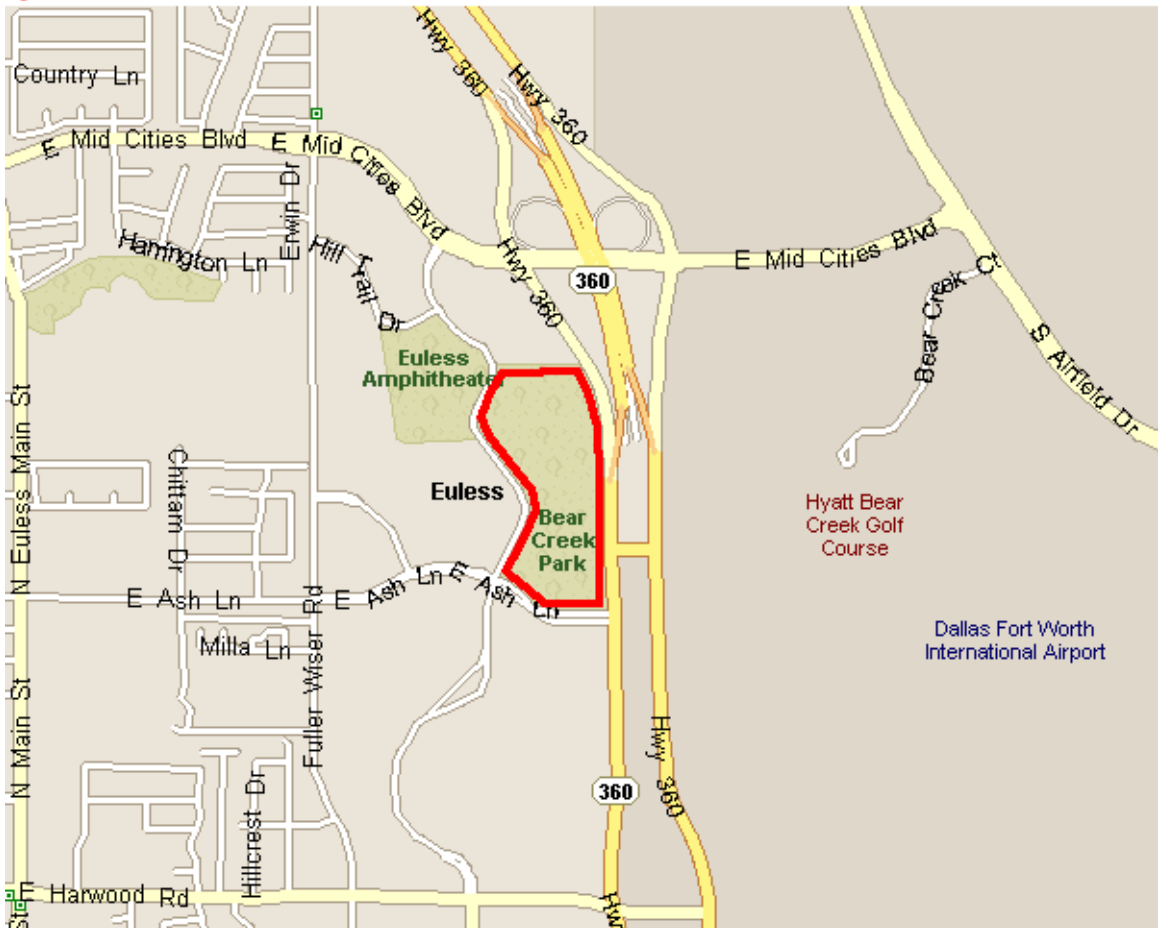 Hwy 360
Hwy 360
Country Ln
E Mid Cities Blvd
E Mid Cities Blvd
Erwin Dr
Harrington Ln
Hill Trail Dr
Hwy 360
360
E Mid Cities Blvd
Bear Creek Ct
S Airfield Dr
Euless
Amphitheater
N Euless Main St
Chittam Dr
Euless
Bear
Creek
Park
Hyatt Bear
Creek Golf
Course
E Ash Ln
E Ash Ln
E Ash Ln
Fuller Wiser Rd
Milla Ln
Dallas Fort Worth
International Airport
N Main St
Hillcrest Dr
Hwy 360
360
E Harwood Rd
Hw
St